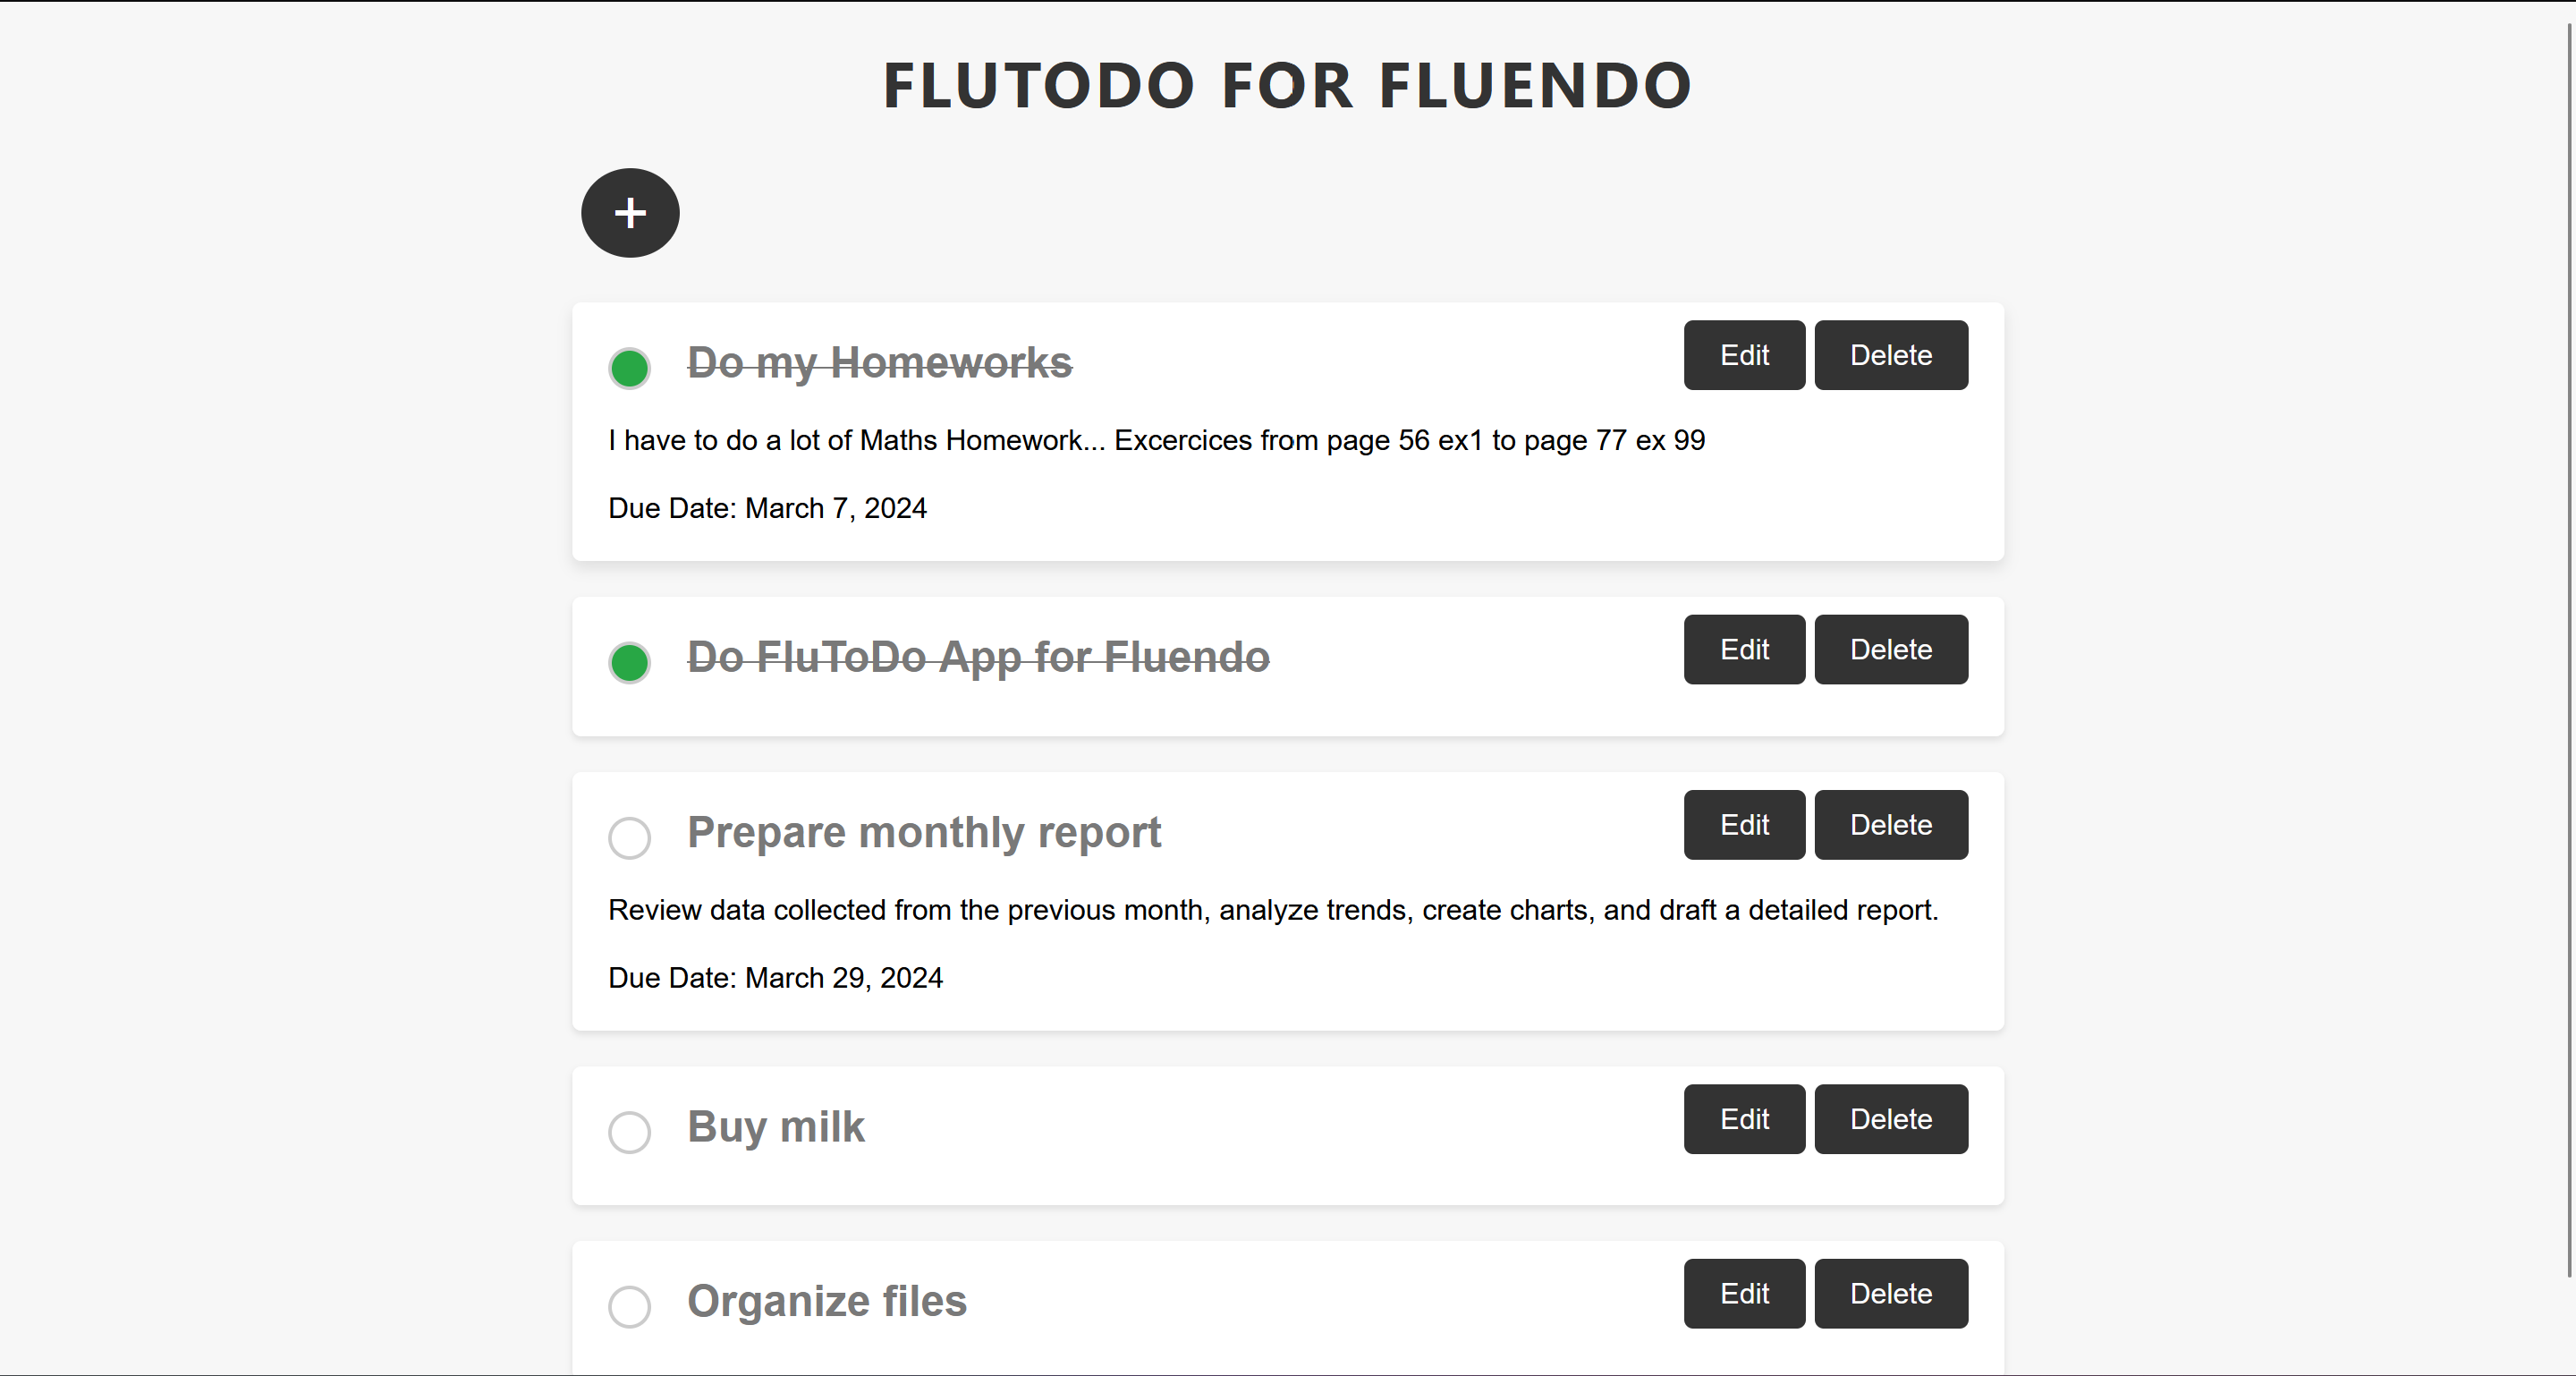 FLUTODO FOR FLUENDO
+
Do my Homeworks
Edit Delete
I have to do a lot of Maths Homework... Excercices from page 56 ex1 to page 77 ex 99
Due Date: March 7, 2024
Do FluToDo App for Fluendo
Edit Delete
Prepare monthly report
Edit Delete
Review data collected from the previous month, analyze trends, create charts, and draft a detailed report.
Due Date: March 29, 2024
Buy milk
Edit Delete
Organize files
Edit Delete